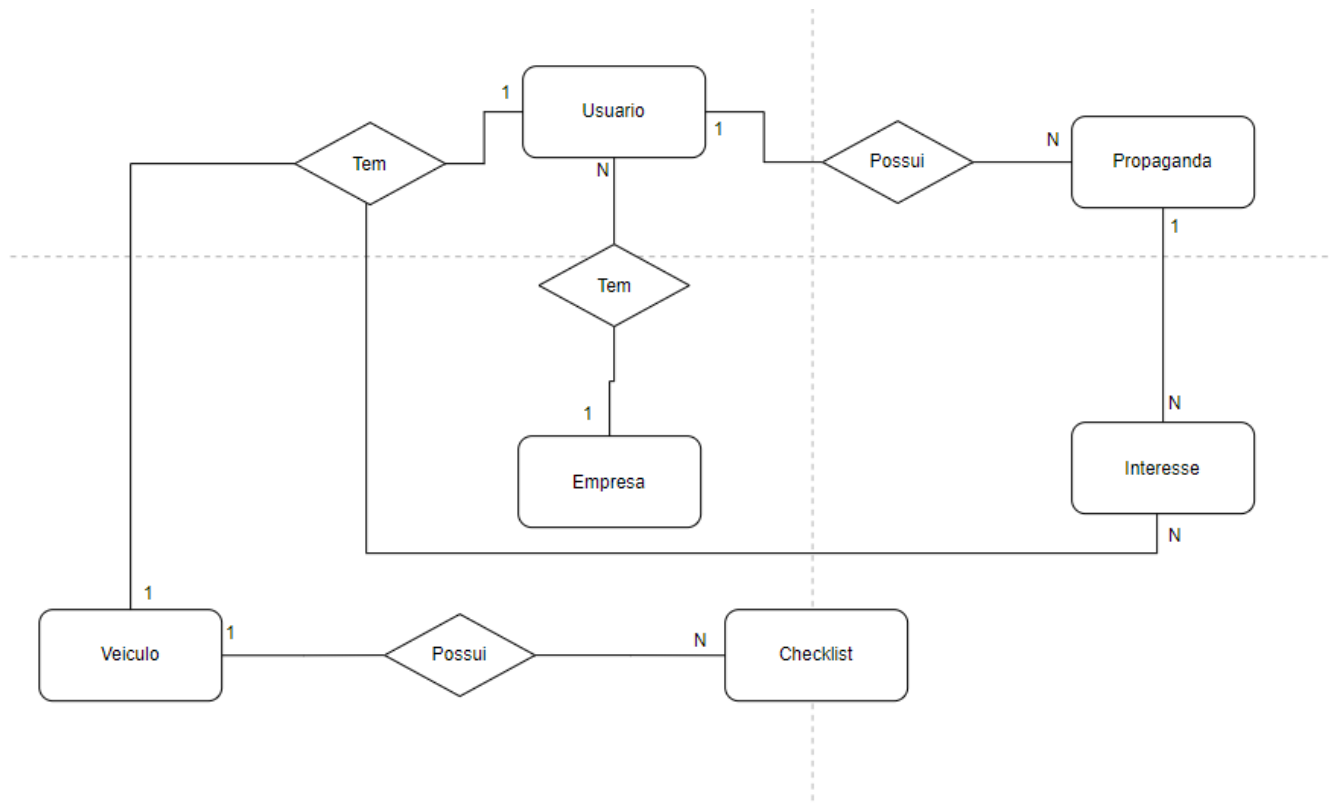 1
Usuario
1
N
Tem
Possui
N
Propaganda
1
Tem
1
Empresa
N
Interesse
N
1
Veiculo
1
Possui
N
Checklist